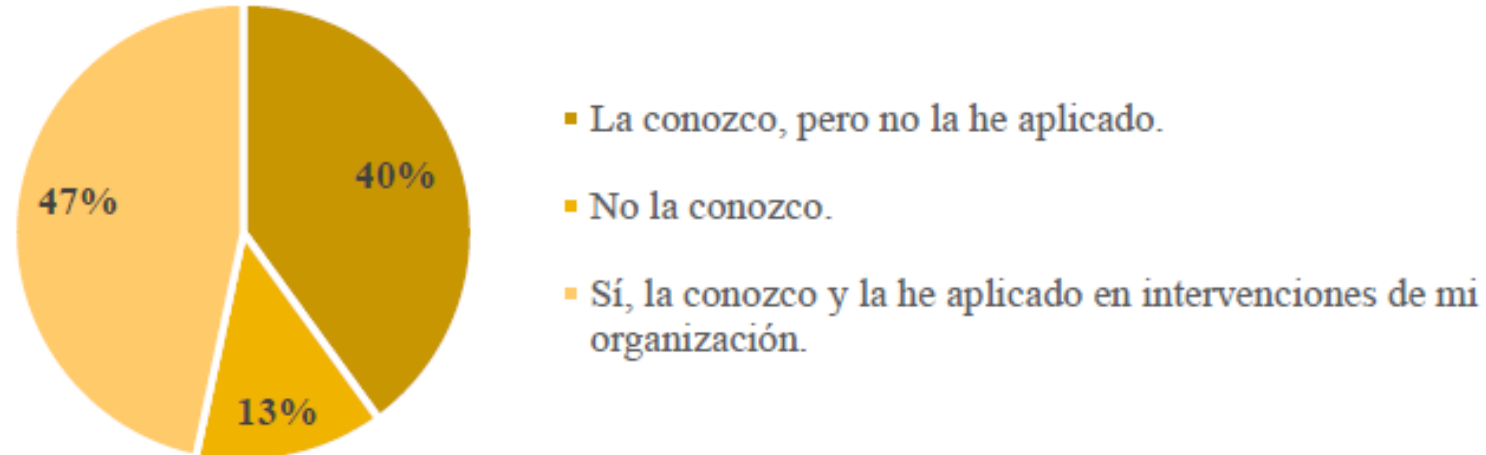 40%
47%
13%
La conozco, pero no la he aplicado.
No la conozco.
Sí, la conozco y la he aplicado en intervenciones de mi
organización.